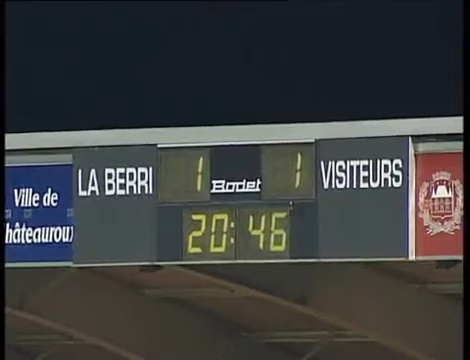 Ville de
Châteauroux
LA BERRI
1
Bodet
1
VISITEURS
20:46